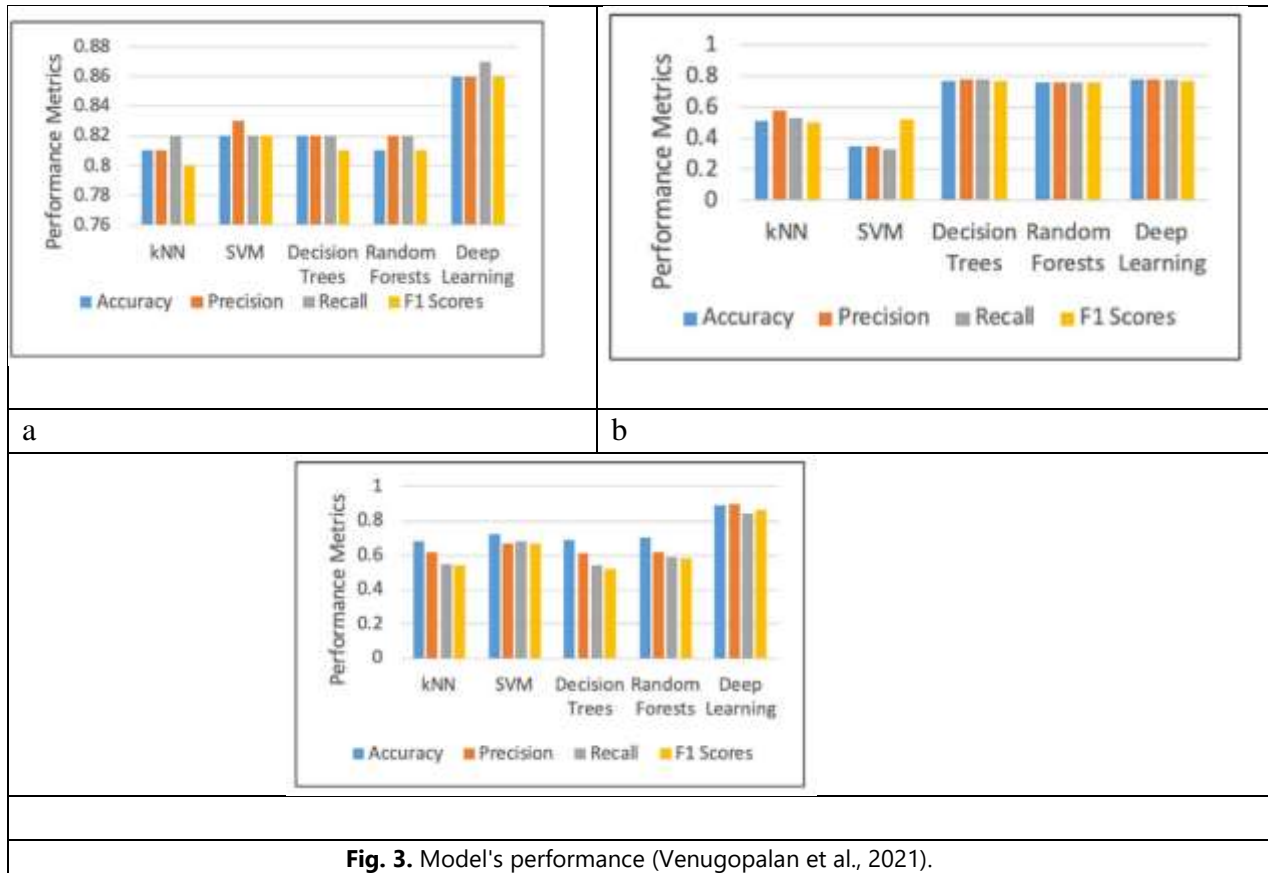 Performance Metrics
0.88
0.86
0.84
0.82
0.8
0.78
0.76
kNN SVM Decision Trees Random Forests Deep Learning
Accuracy Precision Recall F1 Scores
a
Performance Metrics
1
0.8
0.6
0.4
0.2
0
kNN SVM Decision Trees Random Forests Deep Learning
Accuracy Precision Recall F1 Scores
b
Performance Metrics
1
0.8
0.6
0.4
0.2
0
kNN SVM Decision Trees Random Forests Deep Learning
Accuracy Precision Recall F1 Scores
Fig. 3. Model's performance (Venugopalan et al., 2021).